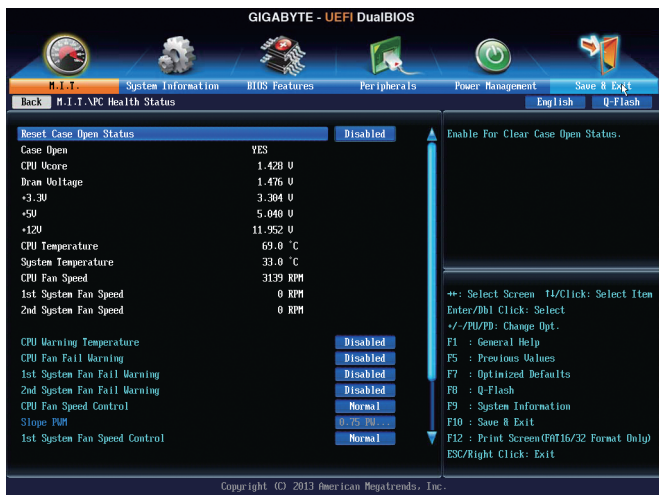 GIGABYTE - UEFI DualBIOS
M.I.T. System Information BIOS Features Peripherals Power Management Save & Exit
Back M.I.T.\PC Health Status English Q-Flash
Reset Case Open Status Disabled
Case Open YES
CPU Vcore 1.428 V
Dram Voltage 1.476 V
+3.3V 3.304 V
+5V 5.040 V
+12V 11.952 V
CPU Temperature 69.0 °C
System Temperature 33.0 °C
CPU Fan Speed 3139 RPM
1st System Fan Speed 0 RPM
2nd System Fan Speed 0 RPM
CPU Warning Temperature Disabled
CPU Fan Fail Warning Disabled
1st System Fan Fail Warning Disabled
2nd System Fan Fail Warning Disabled
CPU Fan Speed Control Normal
Slope PWM 0.75 PW...
1st System Fan Speed Control Normal
Enable For Clear Case Open Status.
→←: Select Screen ↑↓/Click: Select Item
Enter/Dbl Click: Select
+/-/PU/PD: Change Opt.
F1 : General Help
F5 : Previous Values
F7 : Optimized Defaults
F8 : Q-Flash
F9 : System Information
F10 : Save & Exit
F12 : Print Screen(FAT16/32 Format Only)
ESC/Right Click: Exit
Copyright (C) 2013 American Megatrends, Inc.